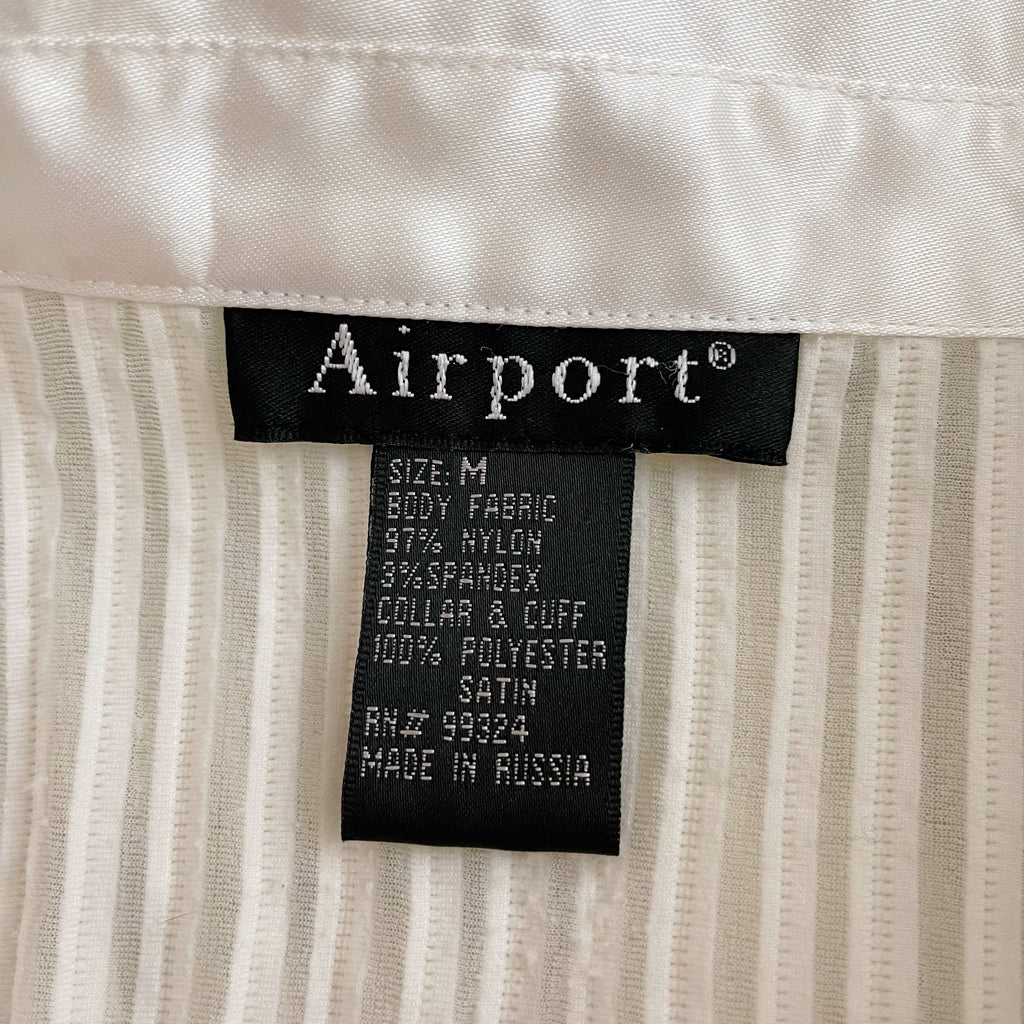 Airport®
SIZE: M
BODY FABRIC
97% NYLON
3%SPANDEX
COLLAR & CUFF
100% POLYESTER
SATIN
RN# 99324
MADE IN RUSSIA